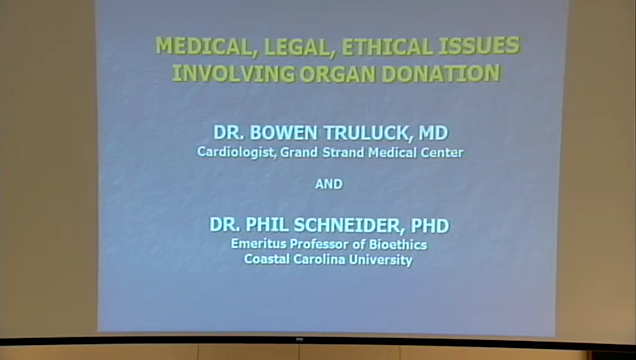 MEDICAL, LEGAL, ETHICAL ISSUES
INVOLVING ORGAN DONATION
DR. BOWEN TRULUCK, MD
Cardiologist, Grand Strand Medical Center
AND
DR. PHIL SCHNEIDER, PHD
Emeritus Professor of Bioethics
Coastal Carolina University